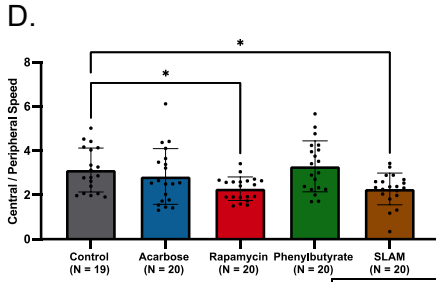 D.
*
*
8
6
4
2
0
Central / Peripheral Speed
Control Acarbose Rapamycin Phenylbutyrate SLAM
(N = 19) (N = 20) (N = 20) (N = 20) (N = 20)